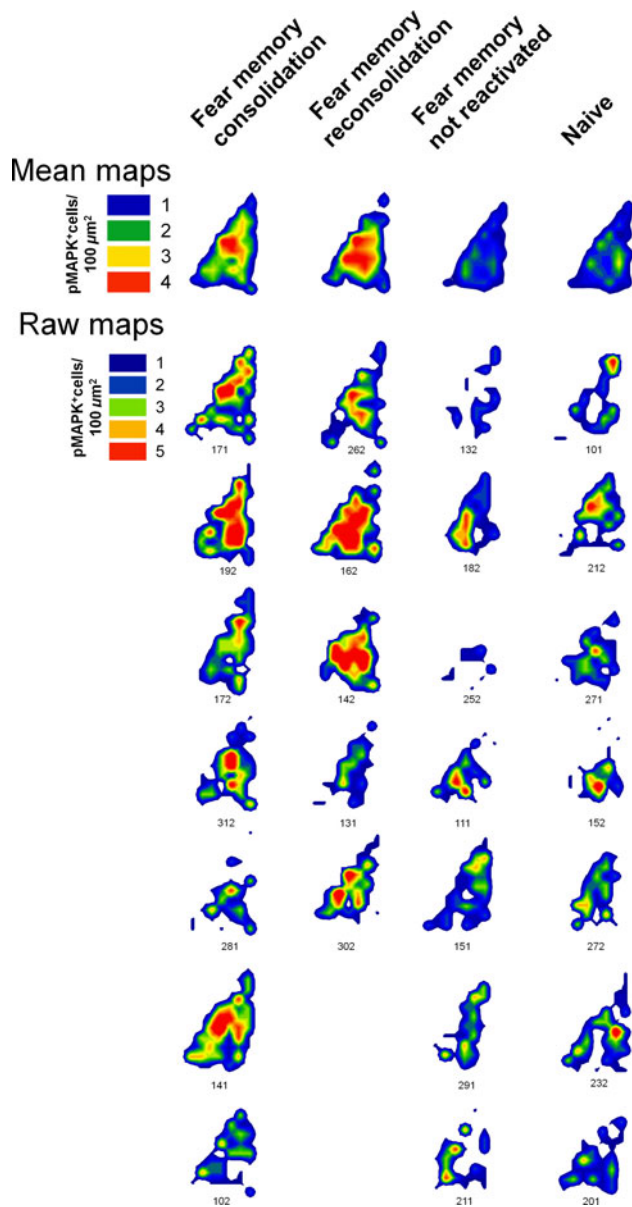 Fear memory
consolidation
Fear memory
reconsolidation
Fear memory
not reactivated
Naive
Mean maps
pMAPK+cells/
100 µm²
1
2
3
4
Raw maps
pMAPK+cells/
100 µm²
1
2
3
4
5
171 262 132 101
192 162 182 212
172 142 252 271
312 131 111 152
281 302 151 272
141 291 232
102 211 201